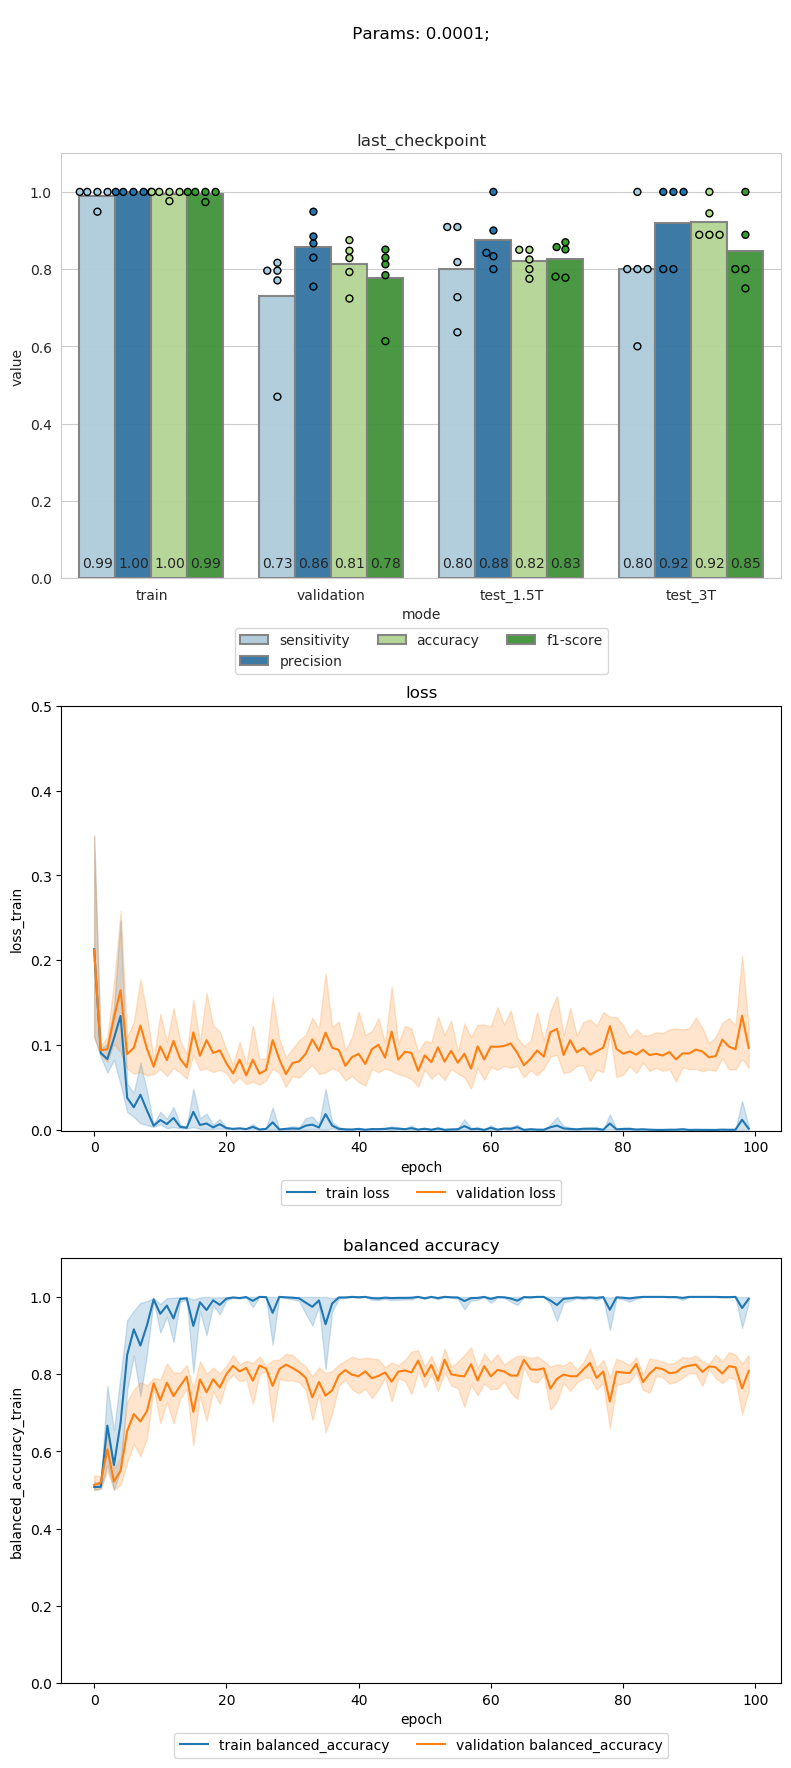 Params: 0.0001;
last_checkpoint
value
1.0
0.8
0.6
0.4
0.2
0.0
0.99 1.00 1.00 0.99 0.73 0.86 0.81 0.78 0.80 0.88 0.82 0.83 0.80 0.92 0.92 0.85
train validation test_1.5T test_3T
mode
sensitivity accuracy f1-score
precision
loss
loss_train
0.5
0.4
0.3
0.2
0.1
0.0
0 20 40 60 80 100
epoch
train loss validation loss
balanced accuracy
balanced_accuracy_train
1.0
0.8
0.6
0.4
0.2
0.0
0 20 40 60 80 100
epoch
train balanced_accuracy validation balanced_accuracy